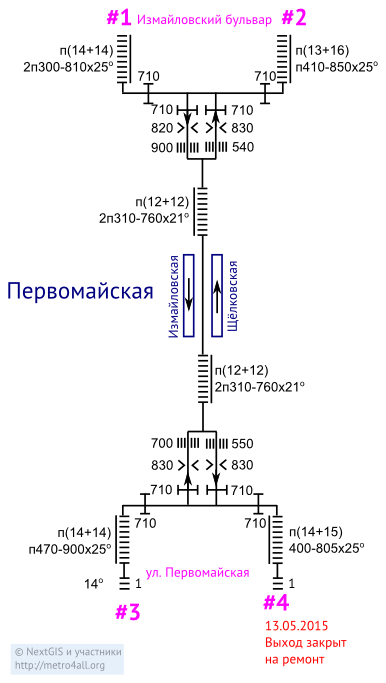 #1 Измайловский бульвар #2
п(14+14)
2п300-810x25°
п(13+16)
п410-850x25°
710
710
710
710
820
830
900
540
п(12+12)
2п310-760x21°
Первомайская
Измайловская
Щёлковская
п(12+12)
2п310-760x21°
700
550
830
830
710
710
710
710
п(14+14)
п470-900x25°
п(14+15)
400-805x25°
14°
1
1
ул. Первомайская
#3
#4
13.05.2015
Выход закрыт
на ремонт
© NextGIS и участники
http://metro4all.org